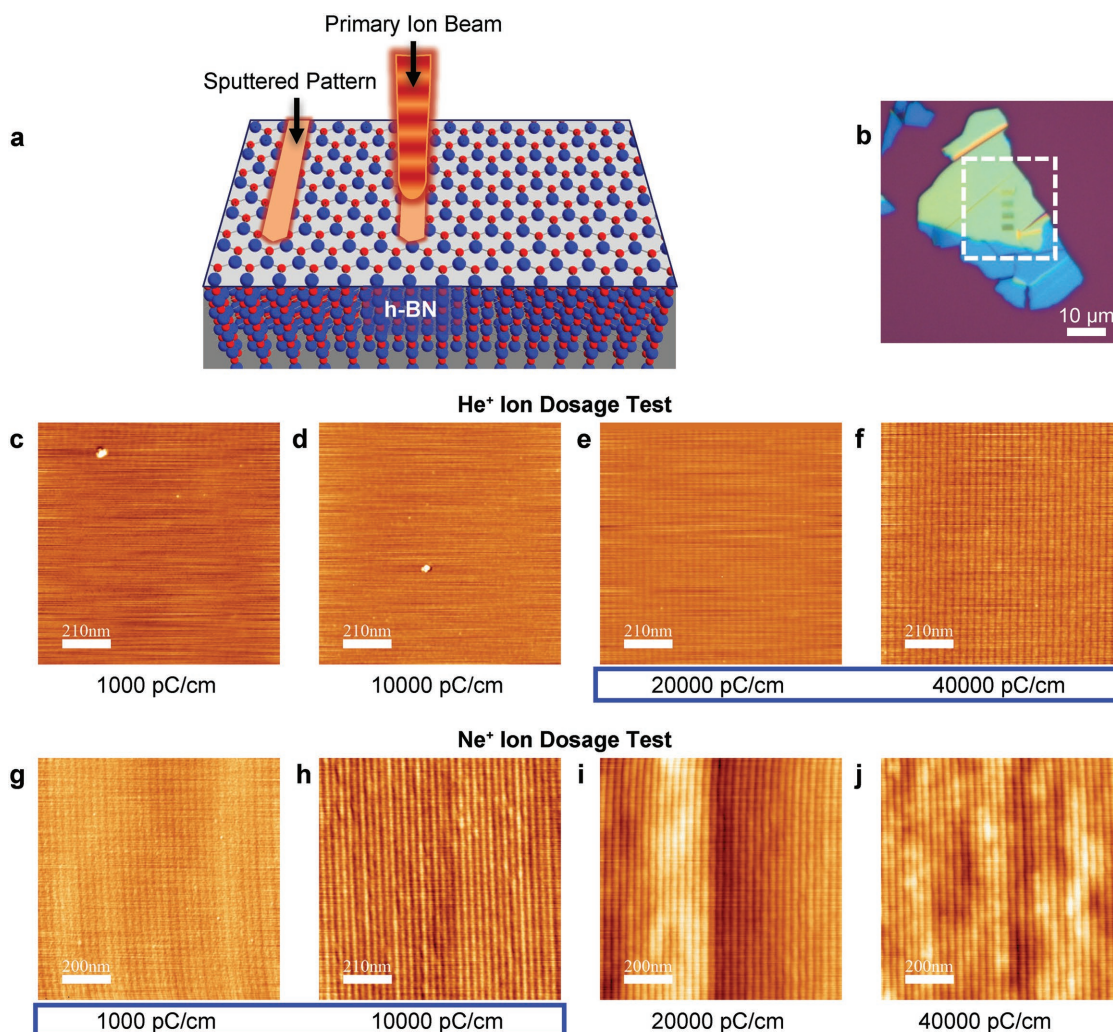 Primary Ion Beam
Sputtered Pattern
a
b
h-BN
10 μm
He⁺ Ion Dosage Test
c
d
e
f
210nm
210nm
210nm
210nm
1000 pC/cm
10000 pC/cm
20000 pC/cm
40000 pC/cm
Ne⁺ Ion Dosage Test
g
h
i
j
200nm
210nm
200nm
200nm
1000 pC/cm
10000 pC/cm
20000 pC/cm
40000 pC/cm